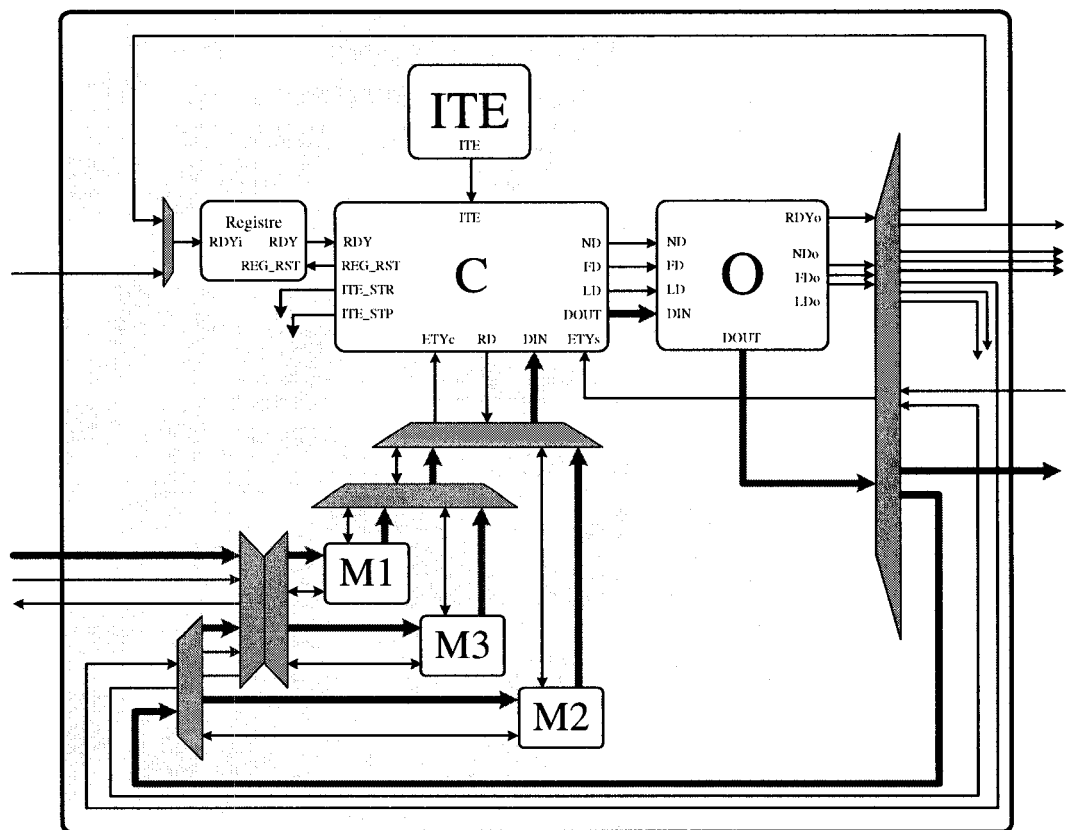 ITE
ITE
Registre
RDYi RDY
REG_RST
ITE
RDY
REG_RST
ITE_STR
ITE_STP
C
ND
FD
LD
DOUT
ETYc RD DIN ETYs
ND
FD
LD
DIN
O
RDYo
NDo
FDo
LDo
DOUT
M1
M3
M2